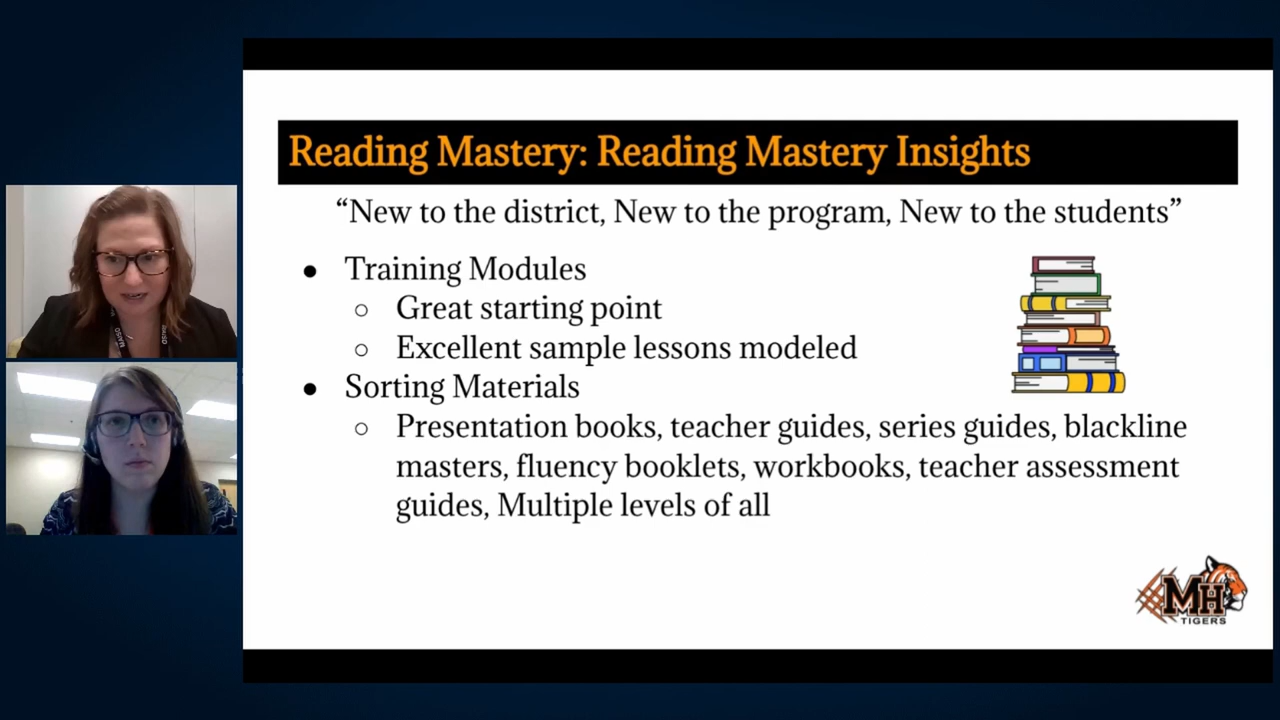 Reading Mastery: Reading Mastery Insights
“New to the district, New to the program, New to the students”
● Training Modules
○ Great starting point
○ Excellent sample lessons modeled
● Sorting Materials
○ Presentation books, teacher guides, series guides, blackline
masters, fluency booklets, workbooks, teacher assessment
guides, Multiple levels of all
MH
TIGERS
MAISD